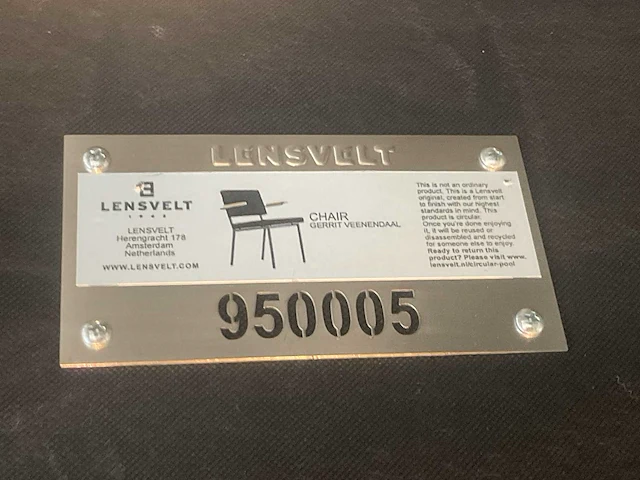 LENSVELT
LENSVELT
1962
LENSVELT
Herengracht 178
Amsterdam
Netherlands
WWW.LENSVELT.COM
CHAIR
GERRIT VEENENDAAL
This is not an ordinary
product. This is a Lensvelt
original, created from start
to finish with our highest
standards in mind. This
product is circular.
Once you're done enjoying
it, it will be reused or
disassembled and recycled
for someone else to enjoy.
Ready to return this
product? Please visit www.
lensvelt.nl/circular-pool
950005